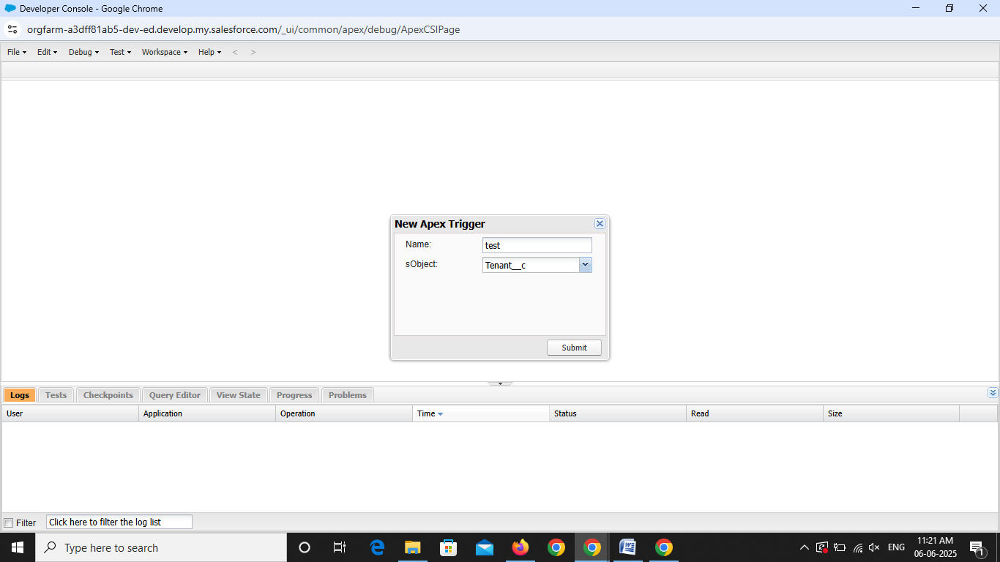 Developer Console - Google Chrome
orgfarm-a3dff81ab5-dev-ed.develop.my.salesforce.com/_ui/common/apex/debug/ApexCSIPage
File Edit Debug Test Workspace Help < >
New Apex Trigger
Name: test
sObject: Tenant__c
Submit
Logs Tests Checkpoints Query Editor View State Progress Problems
User Application Operation Time Status Read Size
Filter Click here to filter the log list
Type here to search
ENG
11:21 AM
06-06-2025
1